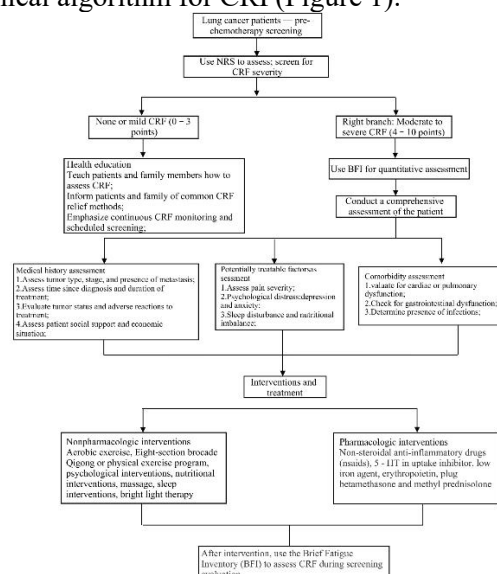 nical algorithm for CRF(Figure 1).
Lung cancer patients — pre-
chemotherapy screening
Use NRS to assess: screen for
CRF severity
None or mild CRF (0 – 3
points)
Right branch: Moderate to
severe CRF (4 – 10 points)
Health education
Teach patients and family members how to
assess CRF;
Inform patients and family of common CRF
relief methods;
Emphasize continuous CRF monitoring and
scheduled screening;
Use BFI for quantitative assessment
Conduct a comprehensive
assessment of the patient
Medical history assessment
1.Assess tumor type, stage, and presence of metastasis;
2.Assess time since diagnosis and duration of
treatment;
3.Evaluate tumor status and adverse reactions to
treatment;
4.Assess patient social support and economic
situation;
Potentially treatable factorsas
sessment
1.Assess pain severity;
2.Psychological distress:depression
and anxiety;
3.Sleep disturbance and nutritional
imbalance;
Comorbidity assessment
1.valuate for cardiac or pulmonary
dysfunction;
2.Check for gastrointestinal dysfunction;
3.Determine presence of infections;
Interventions and
treatment
Nonpharmacologic interventions
Aerobic exercise, Eight-section brocade
Qigong or physical exercise program,
psychological interventions, nutritional
interventions, massage, sleep
interventions, bright light therapy
Pharmacologic interventions
Non-steroidal anti-inflammatory drugs
(nsaids), 5 - HT in uptake inhibitor. low
iron agent, erythropoietin, plug
betamethasone and methyl prednisolone
After intervention, use the Brief Fatigue
Inventory (BFI) to assess CRF during screening